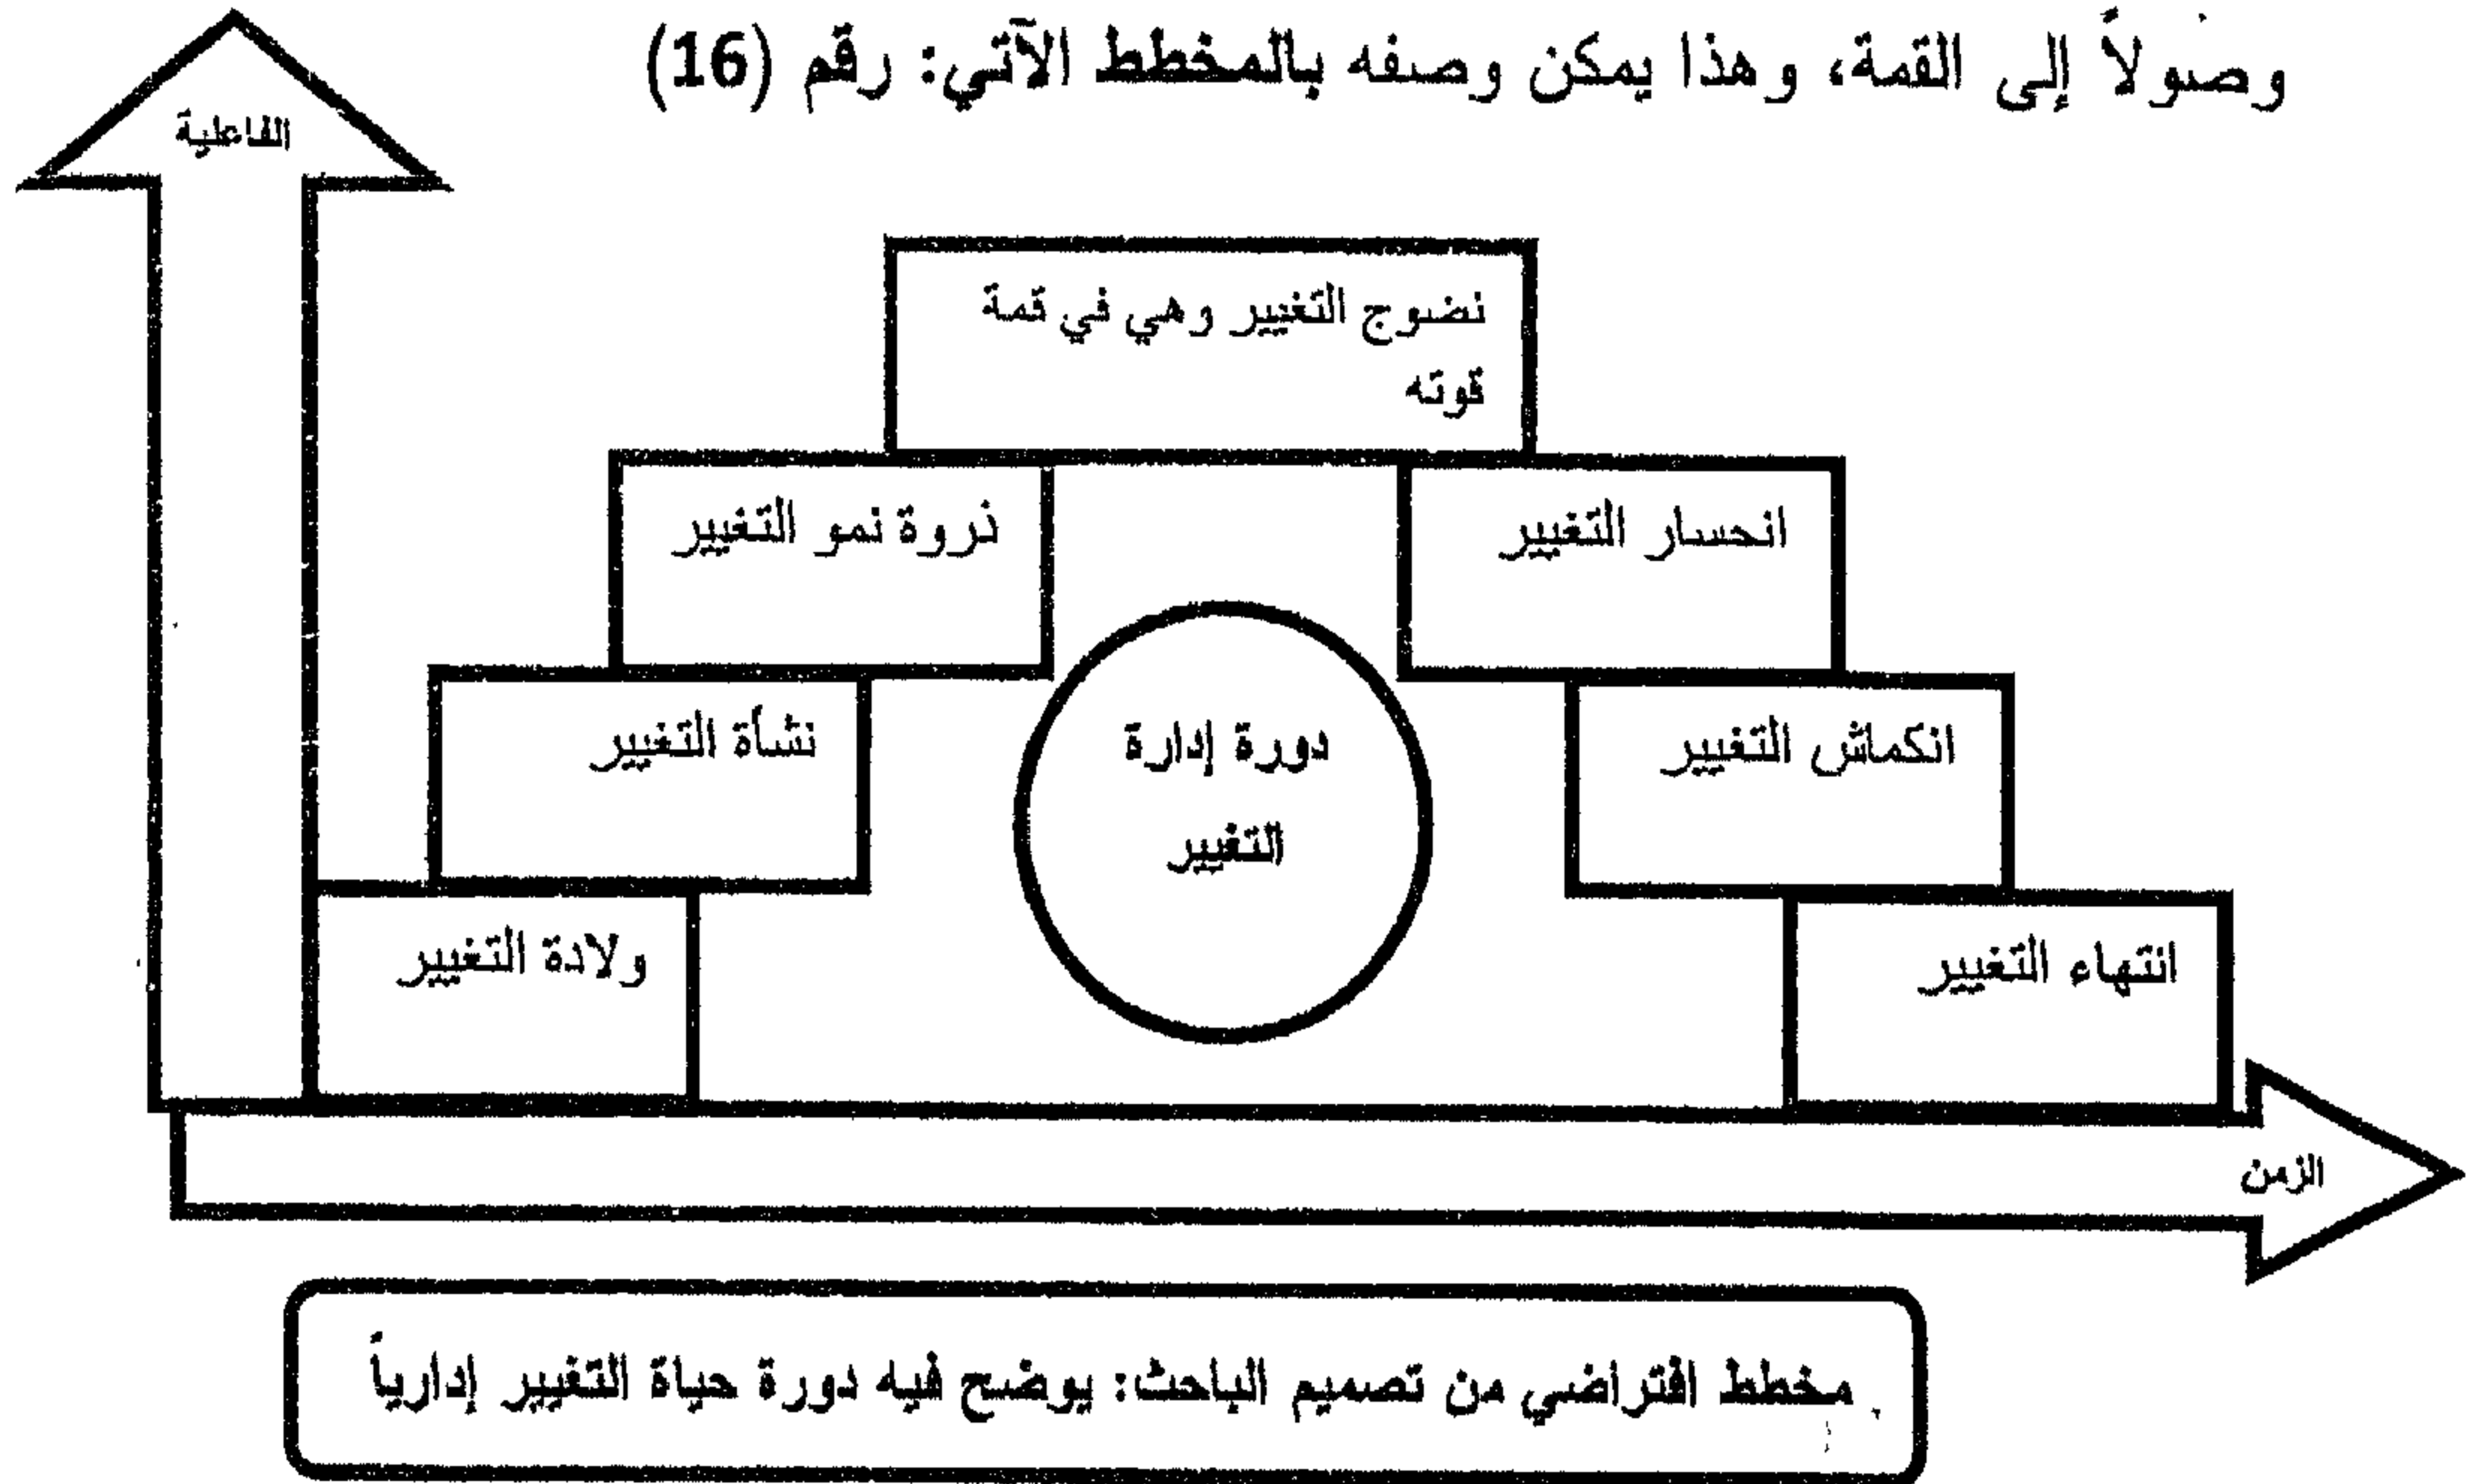 وصولاً إلى القمة، وهذا يمكن وصفه بالمخطط الآتي: رقم (16)
الفاعلية
نضوج التغيير وهي في قمة
قوته
ذروة نمو التغيير
انحسار التغيير
نشأة التغيير
دورة إدارة
التغيير
انكماش التغيير
ولادة التغيير
انتهاء التغيير
الزمن
مخطط افتراضي من تصميم الباحث: يوضح فيه دورة حياة التغيير إدارياً